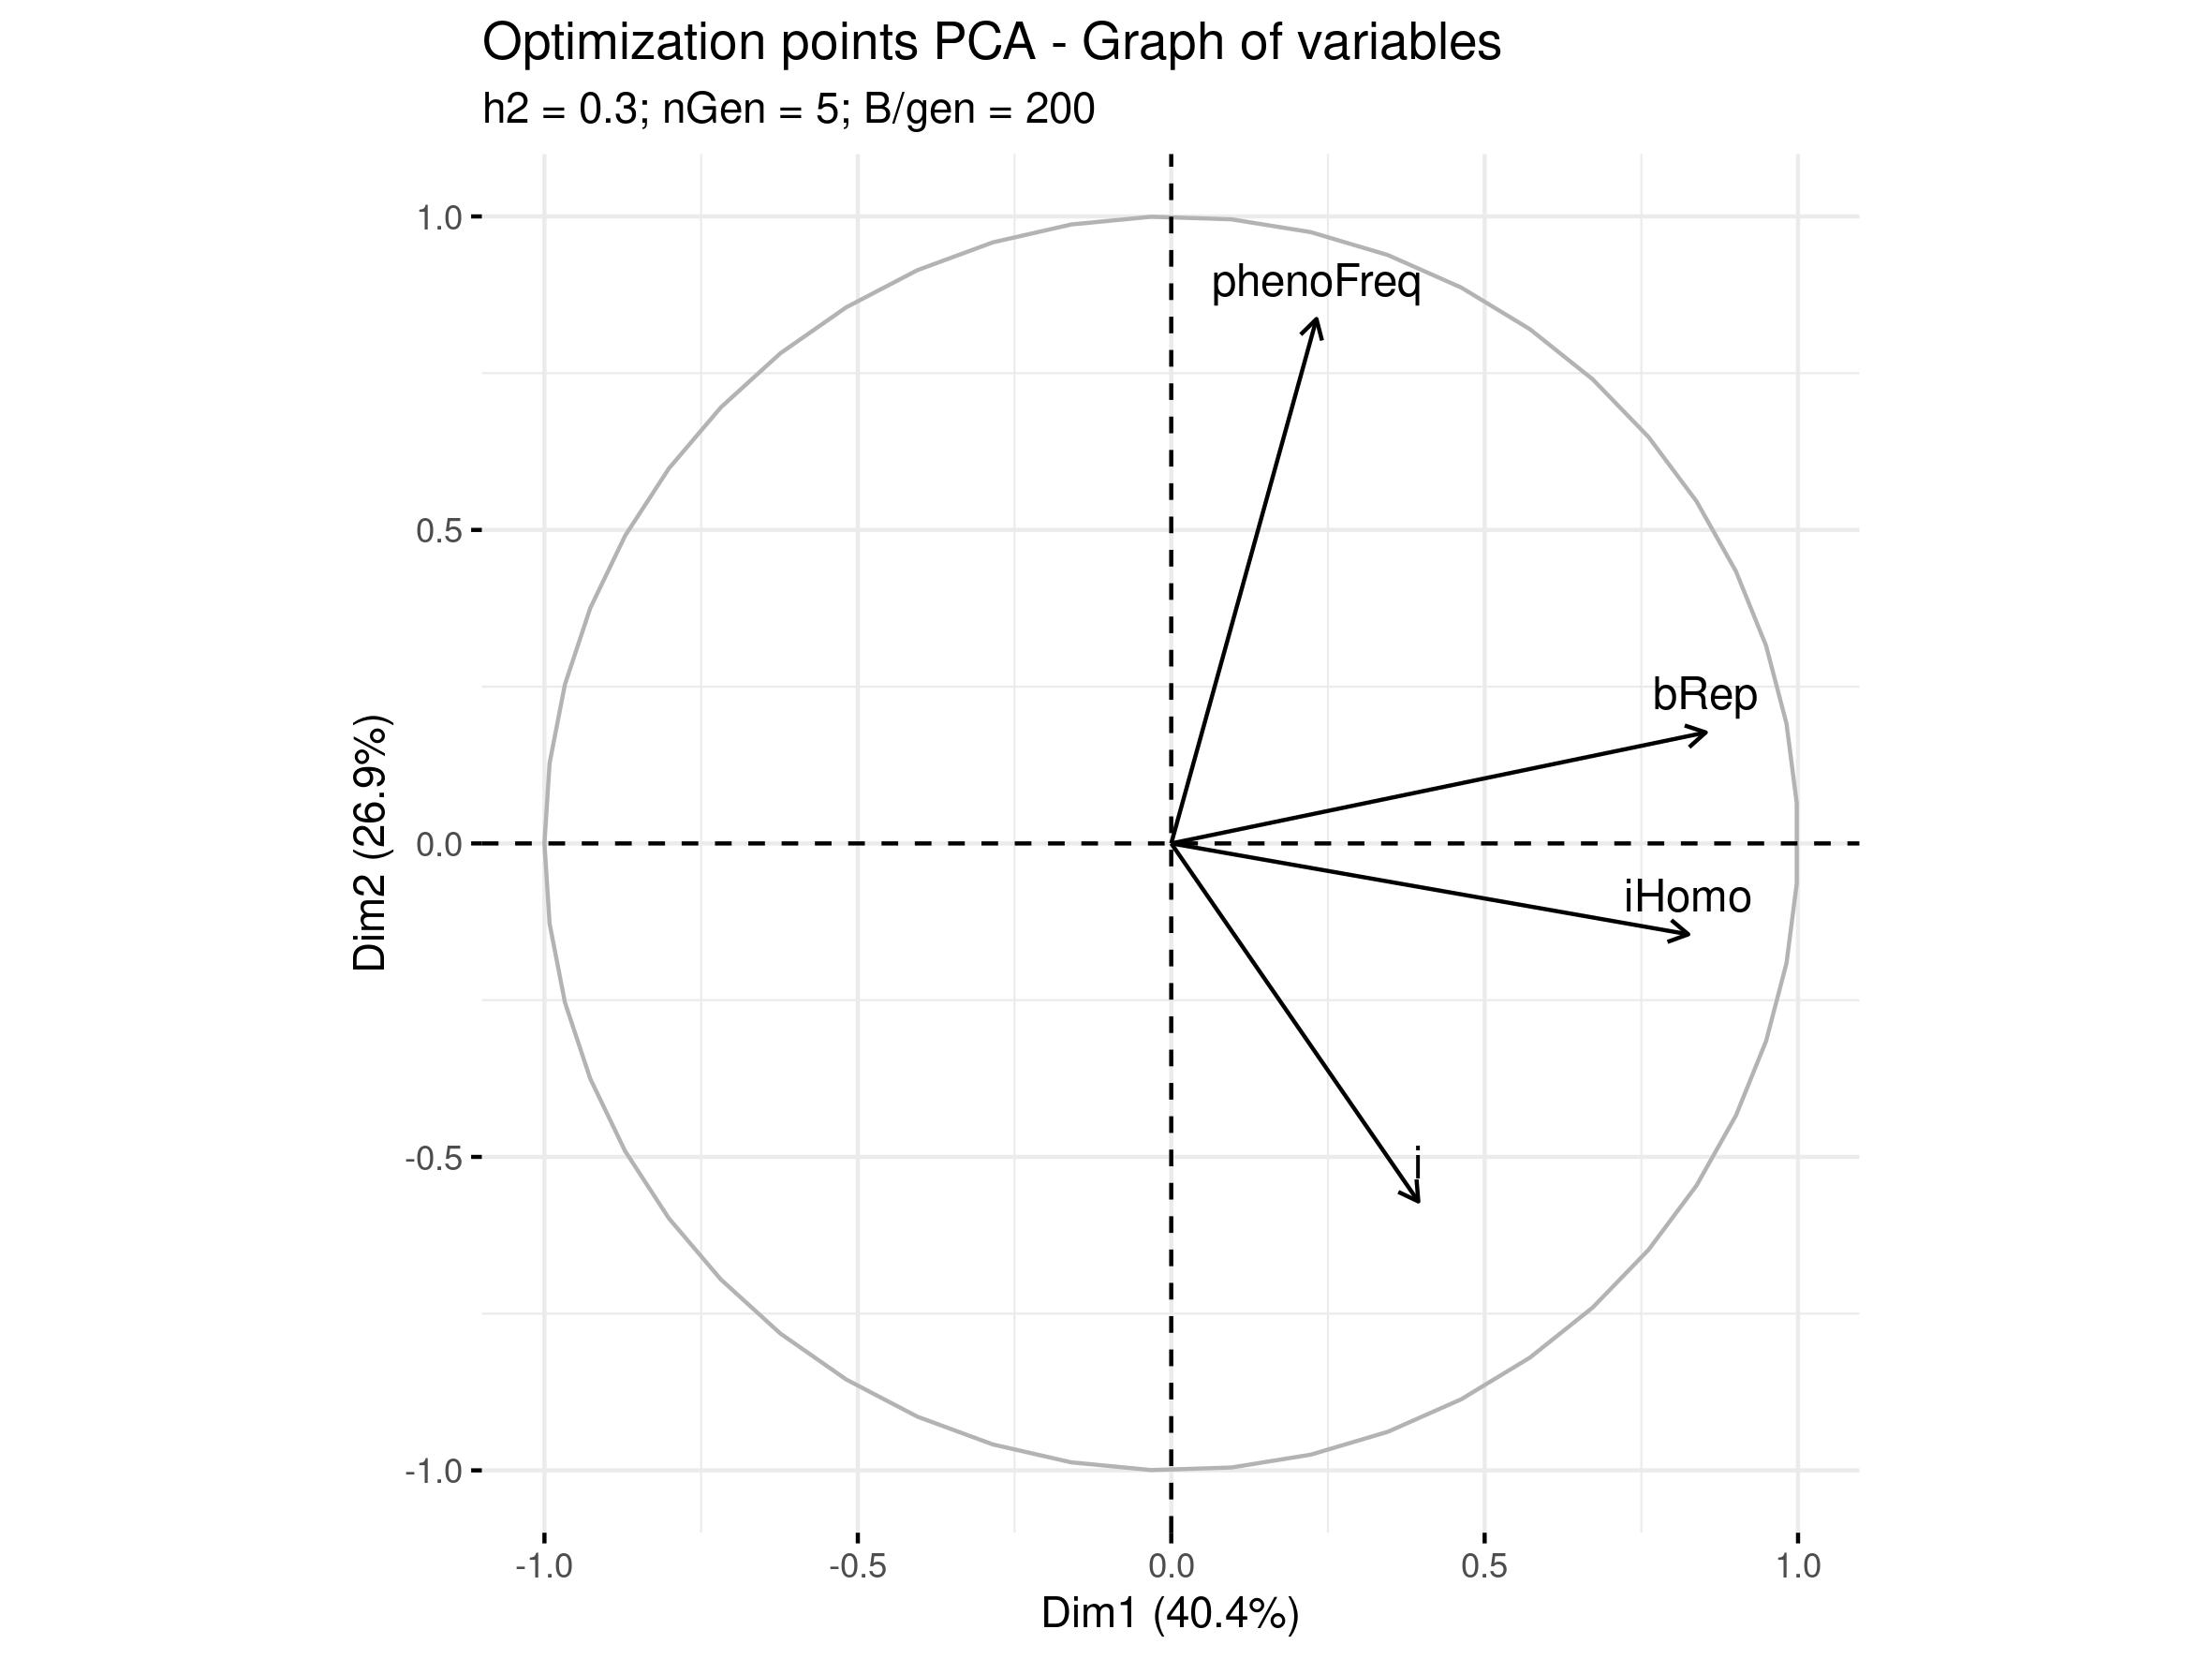 Optimization points PCA - Graph of variables
h2 = 0.3; nGen = 5; B/gen = 200
1.0
0.5
0.0
-0.5
-1.0
Dim2 (26.9%)
phenoFreq
bRep
iHomo
i
-1.0
-0.5
0.0
0.5
1.0
Dim1 (40.4%)